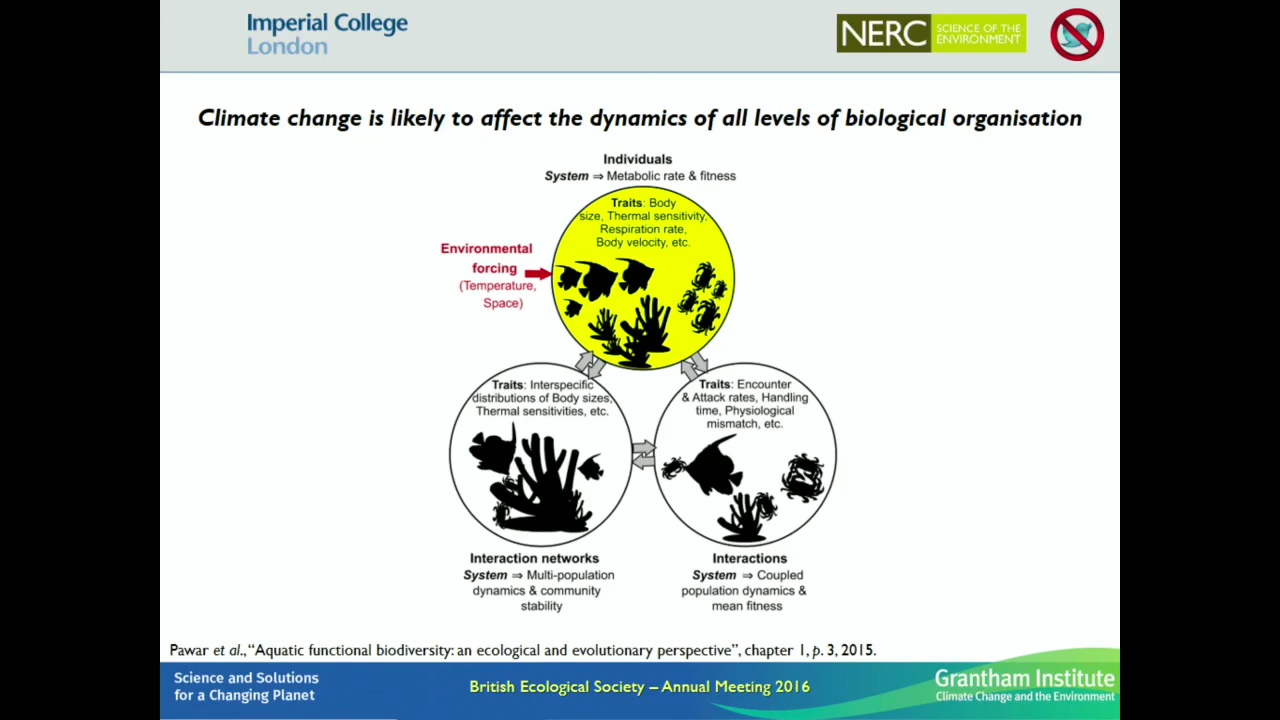 Imperial College
London
NERC
SCIENCE OF THE
ENVIRONMENT
Climate change is likely to affect the dynamics of all levels of biological organisation
Individuals
System ⇒ Metabolic rate & fitness
Traits: Body
size, Thermal sensitivity,
Respiration rate,
Body velocity, etc.
Environmental
forcing
(Temperature,
Space)
Traits: Interspecific
distributions of Body sizes,
Thermal sensitivities, etc.
Traits: Encounter
& Attack rates, Handling
time, Physiological
mismatch, etc.
Interaction networks
System ⇒ Multi-population
dynamics & community
stability
Interactions
System ⇒ Coupled
population dynamics &
mean fitness
Pawar et al., “Aquatic functional biodiversity: an ecological and evolutionary perspective”, chapter 1, p. 3, 2015.
Science and Solutions
for a Changing Planet
British Ecological Society – Annual Meeting 2016
Grantham Institute
Climate Change and the Environment